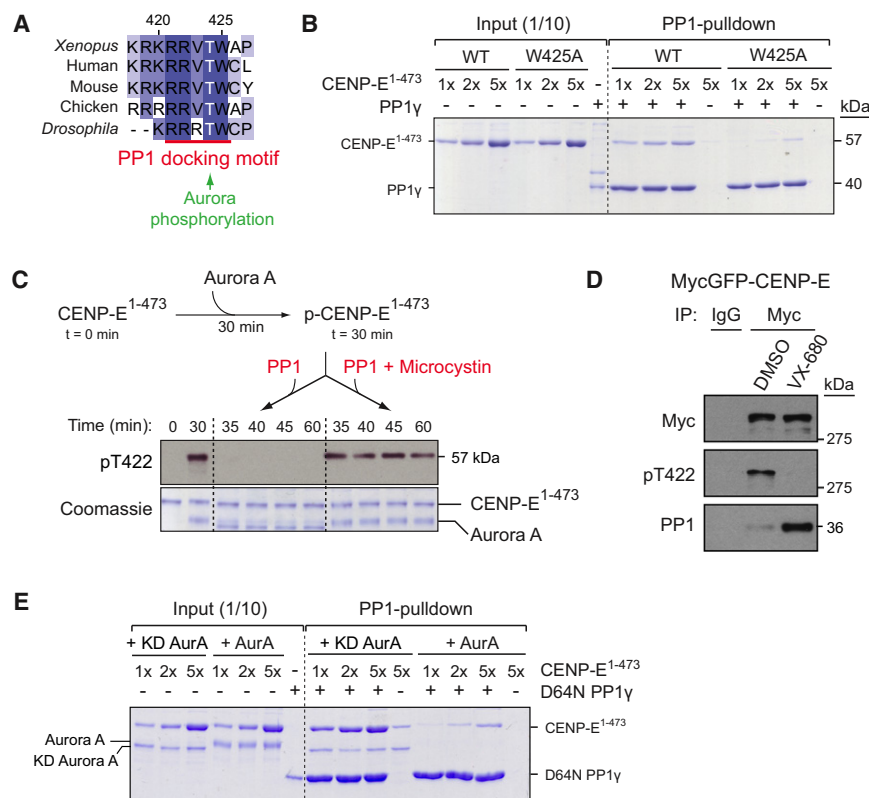 A
420 425
Xenopus KRKRRVTWAP
Human KRKRRVTWCL
Mouse KRKRRVTWCY
Chicken RRRRRVTWAP
Drosophila --KRRRTWCP
PP1 docking motif
Aurora
phosphorylation
B
Input (1/10) PP1-pulldown
WT W425A WT W425A
CENP-E1-473 1x 2x 5x 1x 2x 5x - 1x 2x 5x 5x 1x 2x 5x 5x
PP1γ - - - - - - + + + + - + + + - kDa
CENP-E1-473 57
PP1γ 40
C
Aurora A
CENP-E1-473 p-CENP-E1-473
t = 0 min 30 min t = 30 min
PP1 PP1 + Microcystin
Time (min): 0 30 35 40 45 60 35 40 45 60
pT422 57 kDa
Coomassie CENP-E1-473
Aurora A
D
MycGFP-CENP-E
IP: IgG Myc
DMSO VX-680
kDa
Myc
275
pT422
275
PP1 36
E
Input (1/10) PP1-pulldown
+ KD AurA + AurA + KD AurA + AurA
1x 2x 5x 1x 2x 5x - 1x 2x 5x 5x 1x 2x 5x 5x CENP-E1-473
- - - - - - + + + + - + + + - D64N PP1γ
CENP-E1-473
Aurora A
KD Aurora A
D64N PP1γ